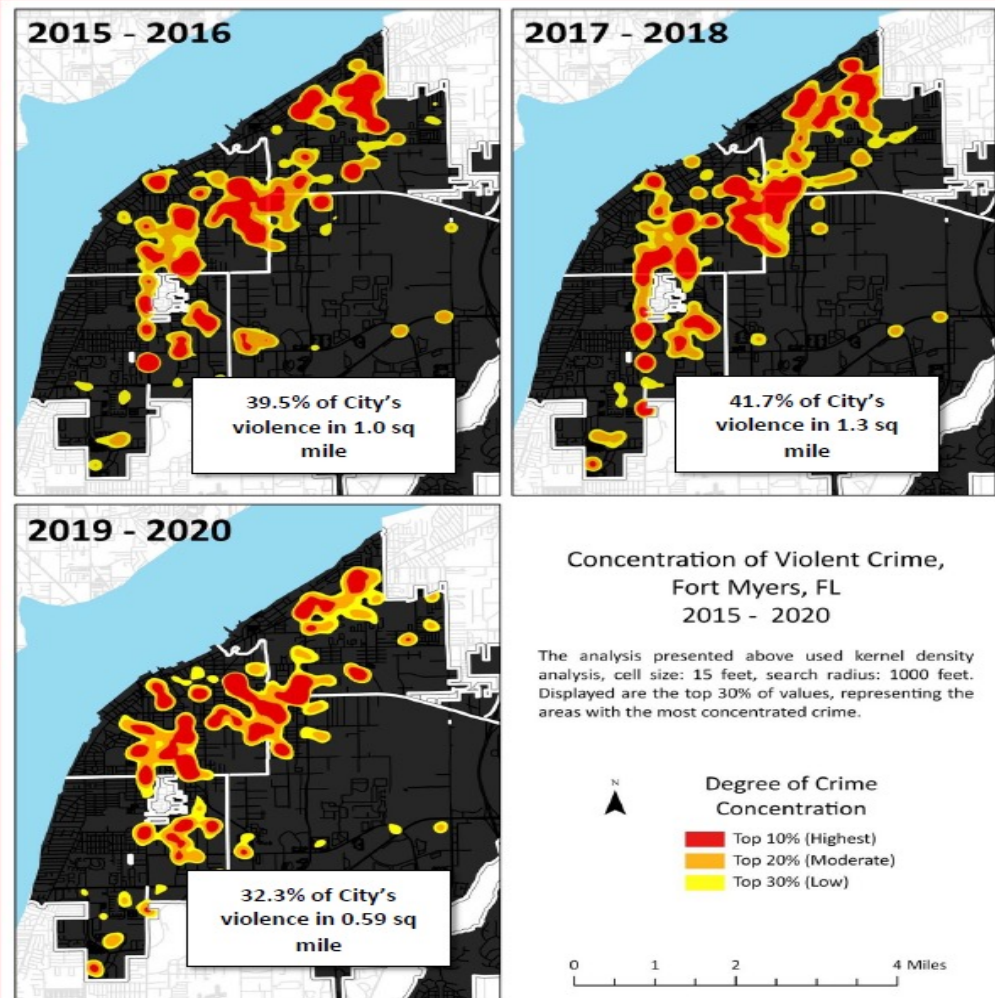 2015 - 2016
39.5% of City's
violence in 1.0 sq
mile
2017 - 2018
41.7% of City's
violence in 1.3 sq
mile
2019 - 2020
32.3% of City's
violence in 0.59 sq
mile
Concentration of Violent Crime,
Fort Myers, FL
2015 - 2020
The analysis presented above used kernel density
analysis, cell size: 15 feet, search radius: 1000 feet.
Displayed are the top 30% of values, representing the
areas with the most concentrated crime.
N
Degree of Crime
Concentration
Top 10% (Highest)
Top 20% (Moderate)
Top 30% (Low)
0 1 2 4 Miles